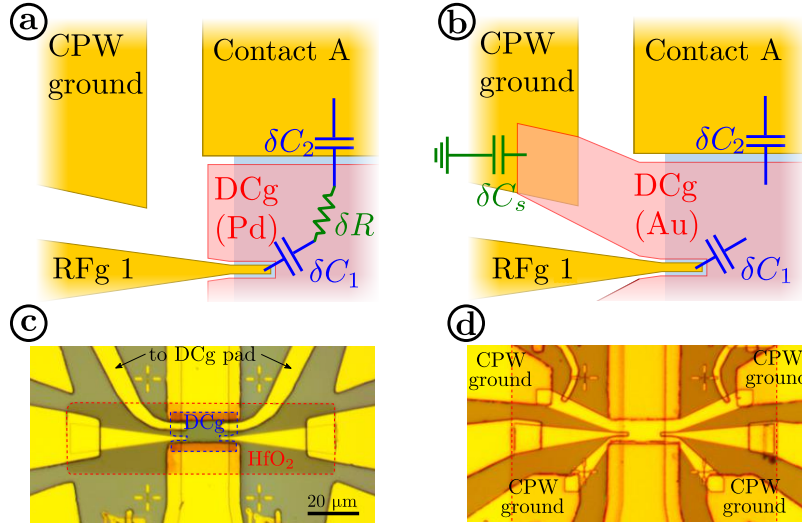 a
CPW
ground
Contact A
δC₂
DCg
(Pd)
δR
δC₁
RFg 1
b
CPW
ground
Contact A
δC₂
δCₛ
DCg
(Au)
δC₁
RFg 1
c
to DCg pad
DCg
HfO₂
20 μm
d
CPW
ground
CPW
ground
CPW
ground
CPW
ground